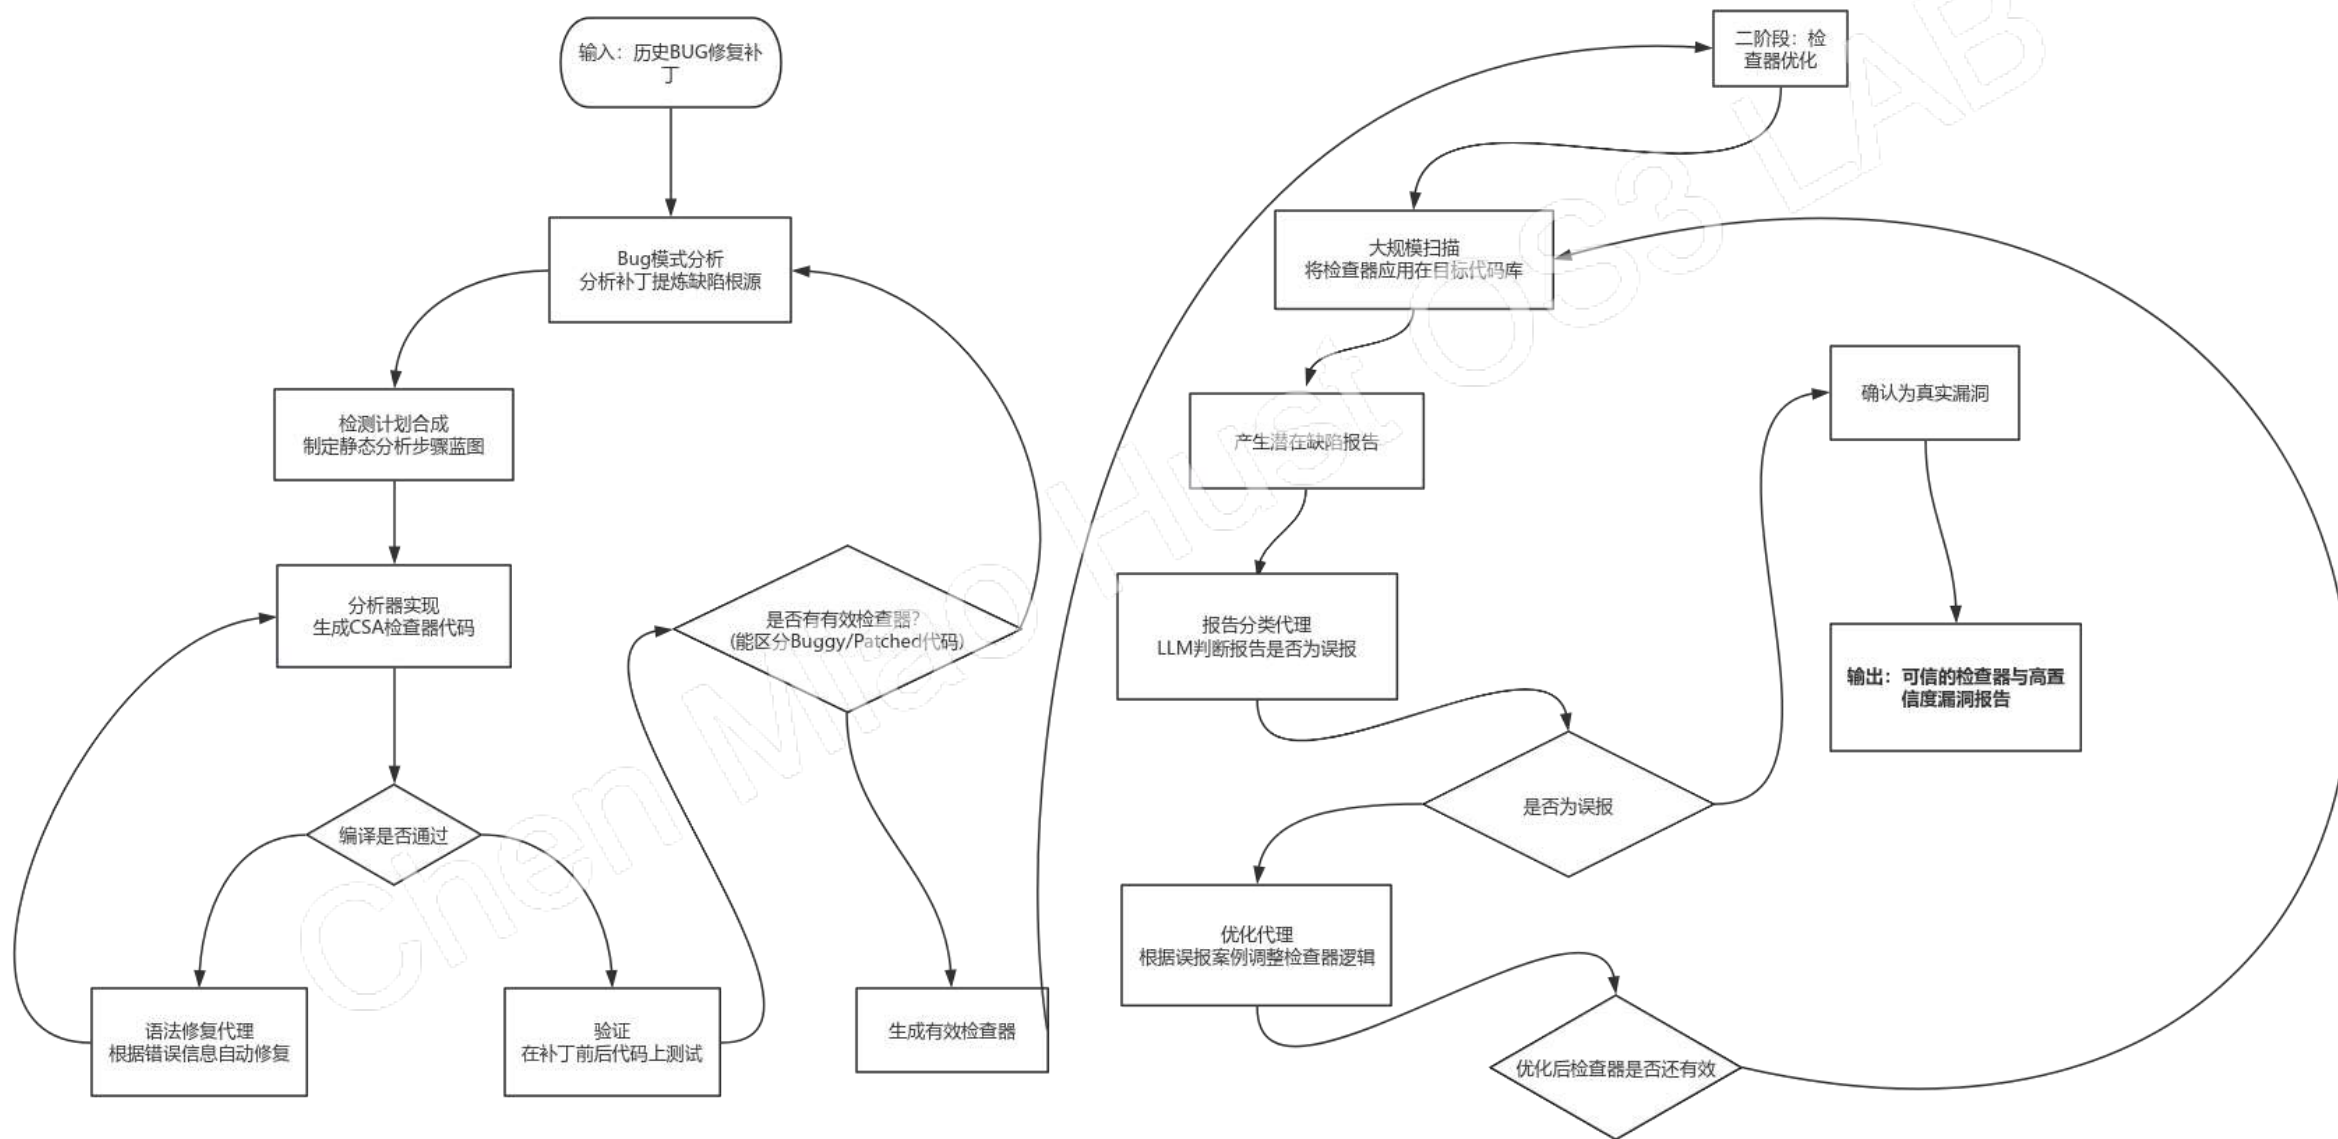 输入：历史BUG修复补
丁
Bug模式分析
分析补丁提炼缺陷根源
检测计划合成
制定静态分析步骤蓝图
分析器实现
生成CSA检查器代码
编译是否通过
语法修复代理
根据错误信息自动修复
验证
在补丁前后代码上测试
是否有有效检查器？
(能区分Buggy/Patched代码)
生成有效检查器
二阶段：检
查器优化
大规模扫描
将检查器应用在目标代码库
产生潜在缺陷报告
报告分类代理
LLM判断报告是否为误报
是否为误报
确认为真实漏洞
输出：可信的检查器与高置
信度漏洞报告
优化代理
根据误报案例调整检查器逻辑
优化后检查器是否还有效
Chen Miao Hust OS3 LAB